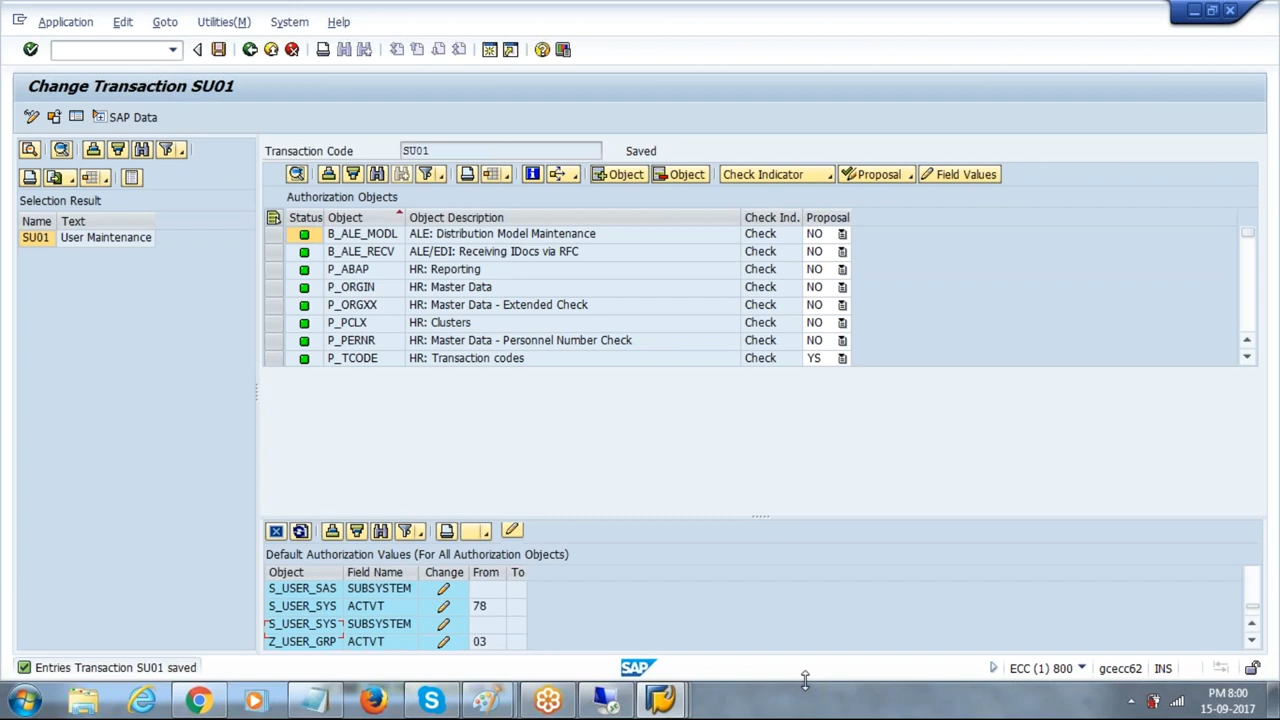 Application Edit Goto Utilities(M) System Help
Change Transaction SU01
SAP Data
Transaction Code SU01 Saved
Object Object Check Indicator Proposal Field Values
Selection Result
Authorization Objects
Name Text
SU01 User Maintenance
Status Object Object Description Check Ind. Proposal
B_ALE_MODL ALE: Distribution Model Maintenance Check NO
B_ALE_RECV ALE/EDI: Receiving IDocs via RFC Check NO
P_ABAP HR: Reporting Check NO
P_ORGIN HR: Master Data Check NO
P_ORGXX HR: Master Data - Extended Check Check NO
P_PCLX HR: Clusters Check NO
P_PERNR HR: Master Data - Personnel Number Check Check NO
P_TCODE HR: Transaction codes Check YS
Default Authorization Values (For All Authorization Objects)
Object Field Name Change From To
S_USER_SAS SUBSYSTEM
S_USER_SYS ACTVT 78
S_USER_SYS SUBSYSTEM
Z_USER_GRP ACTVT 03
Entries Transaction SU01 saved
SAP
ECC (1) 800 gcecc62 INS
PM 8:00
15-09-2017